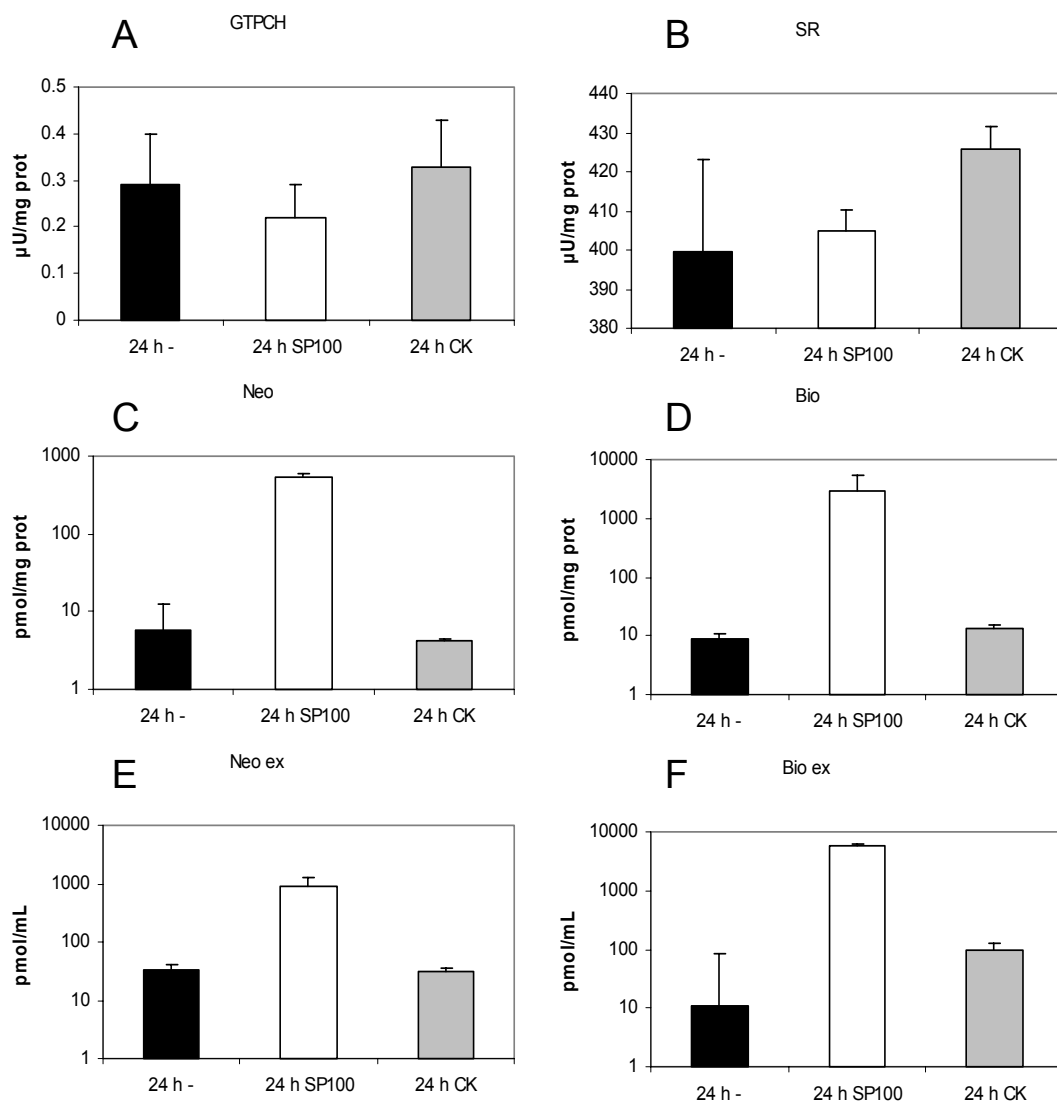 A
GTPCH
µU/mg prot
0.5
0.4
0.3
0.2
0.1
0
24 h -
24 h SP100
24 h CK
B
SR
µU/mg prot
440
430
420
410
400
390
380
24 h -
24 h SP100
24 h CK
C
Neo
pmol/mg prot
1000
100
10
1
24 h -
24 h SP100
24 h CK
D
Bio
pmol/mg prot
10000
1000
100
10
1
24 h -
24 h SP100
24 h CK
E
Neo ex
pmol/mL
10000
1000
100
10
1
24 h -
24 h SP100
24 h CK
F
Bio ex
pmol/mL
10000
1000
100
10
1
24 h -
24 h SP100
24 h CK